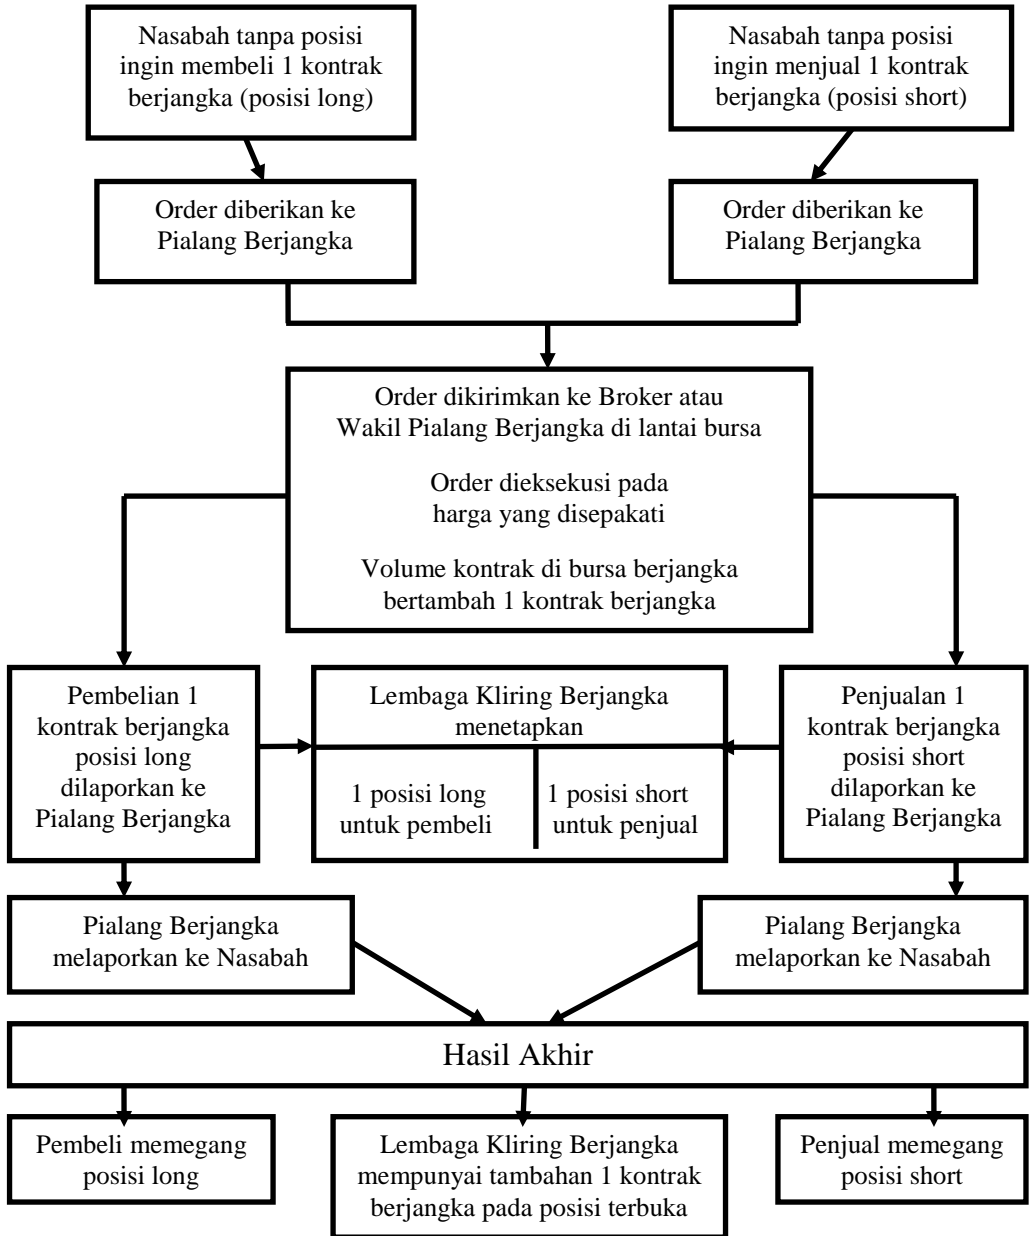 Nasabah tanpa posisi
ingin membeli 1 kontrak
berjangka (posisi long)
Nasabah tanpa posisi
ingin menjual 1 kontrak
berjangka (posisi short)
Order diberikan ke
Pialang Berjangka
Order diberikan ke
Pialang Berjangka
Order dikirimkan ke Broker atau
Wakil Pialang Berjangka di lantai bursa
Order dieksekusi pada
harga yang disepakati
Volume kontrak di bursa berjangka
bertambah 1 kontrak berjangka
Pembelian 1
kontrak berjangka
posisi long
dilaporkan ke
Pialang Berjangka
Lembaga Kliring Berjangka
menetapkan
1 posisi long
untuk pembeli
1 posisi short
untuk penjual
Penjualan 1
kontrak berjangka
posisi short
dilaporkan ke
Pialang Berjangka
Pialang Berjangka
melaporkan ke Nasabah
Pialang Berjangka
melaporkan ke Nasabah
Hasil Akhir
Pembeli memegang
posisi long
Lembaga Kliring Berjangka
mempunyai tambahan 1 kontrak
berjangka pada posisi terbuka
Penjual memegang
posisi short